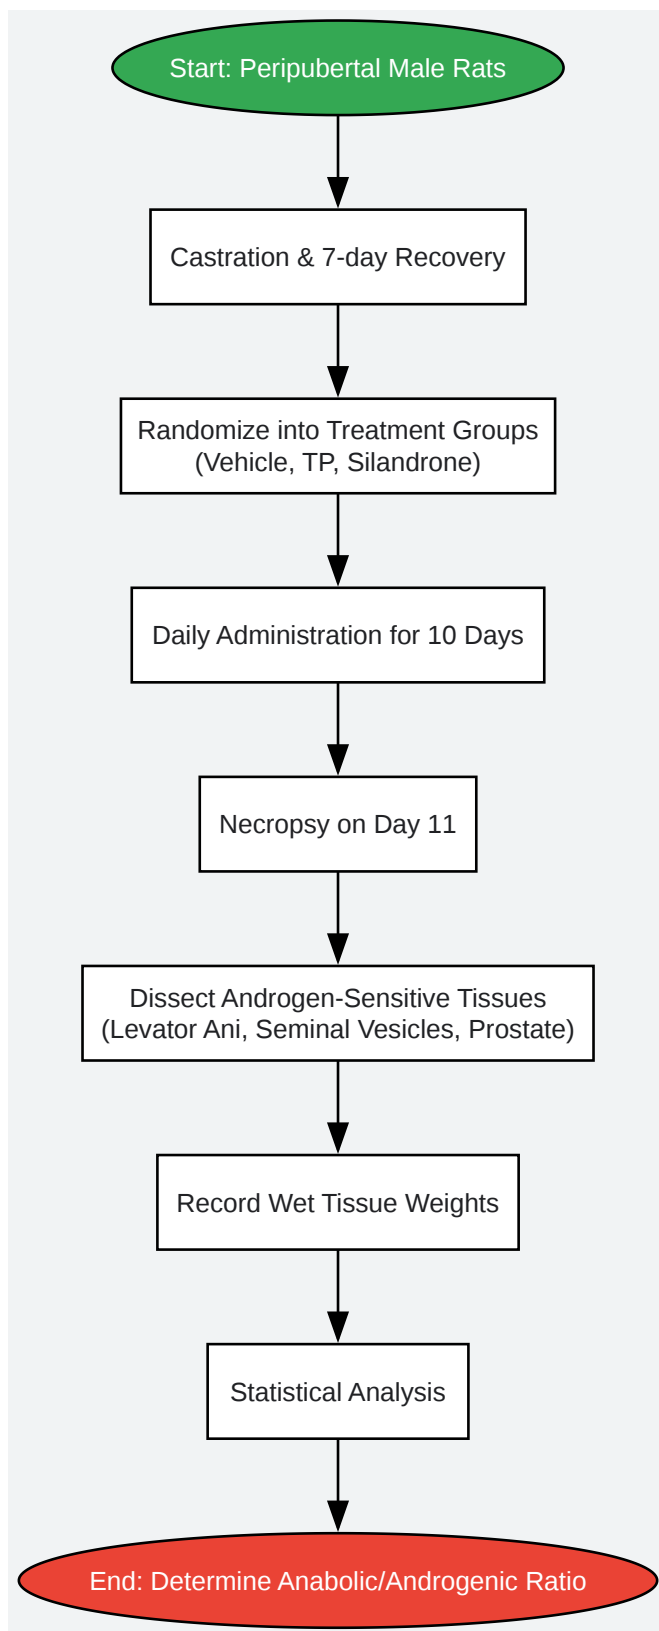 Start: Peripubertal Male Rats
Castration & 7-day Recovery
Randomize into Treatment Groups
(Vehicle, TP, Silandrone)
Daily Administration for 10 Days
Necropsy on Day 11
Dissect Androgen-Sensitive Tissues
(Levator Ani, Seminal Vesicles, Prostate)
Record Wet Tissue Weights
Statistical Analysis
End: Determine Anabolic/Androgenic Ratio